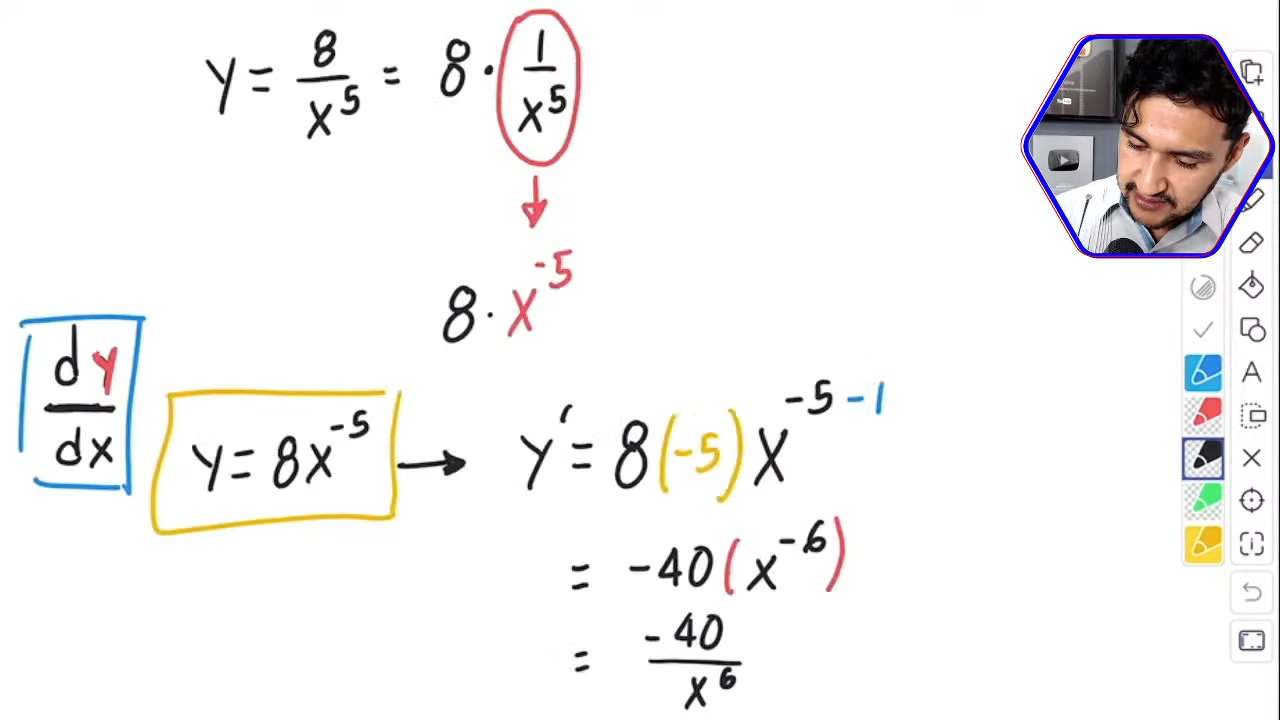 y = 8/x^5 = 8 · 1/x^5
8 · x^-5
dy/dx
y = 8x^-5 → y' = 8(-5)x^-5-1
= -40(x^-6)
= -40/x^6
A